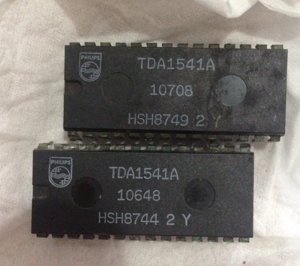 PHILIPS
TDA1541A
10708
HSH8749 2 Y
PHILIPS
TDA1541A
10648
HSH8744 2 Y